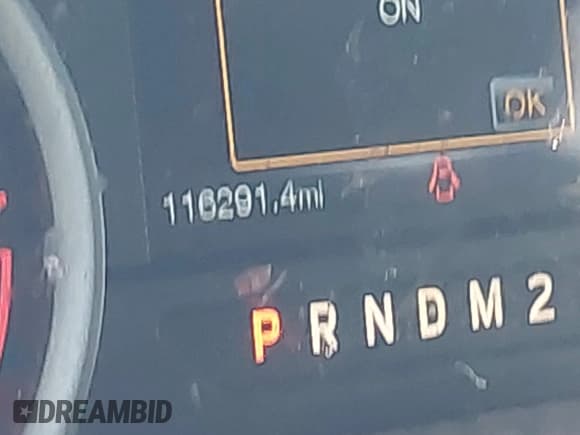 ON
OK
116291.4mi
P R N D M 2
DREAMBID